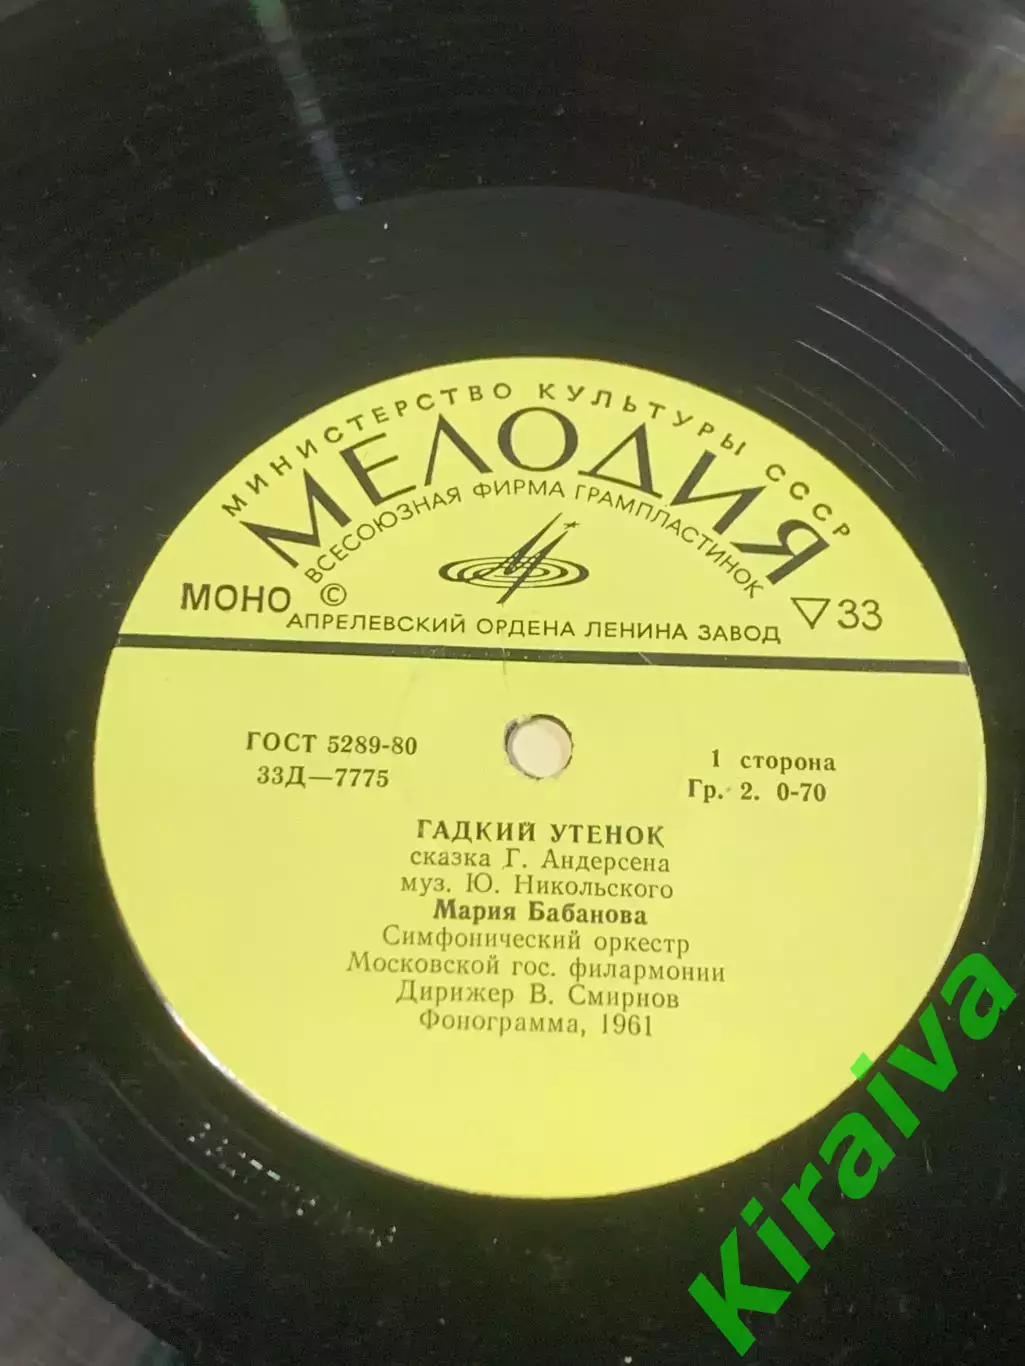 МИНИСТЕРСТВО КУЛЬТУРЫ СССР
МЕЛОДИЯ
ВСЕСОЮЗНАЯ ФИРМА ГРАМПЛАСТИНОК
МОНО © ▽33
АПРЕЛЕВСКИЙ ОРДЕНА ЛЕНИНА ЗАВОД
ГОСТ 5289-80
33Д—7775
1 сторона
Гр. 2. 0-70
ГАДКИЙ УТЕНОК
сказка Г. Андерсена
муз. Ю. Никольского
Мария Бабанова
Симфонический оркестр
Московской гос. филармонии
Дирижер В. Смирнов
Фонограмма, 1961
Kiraiva